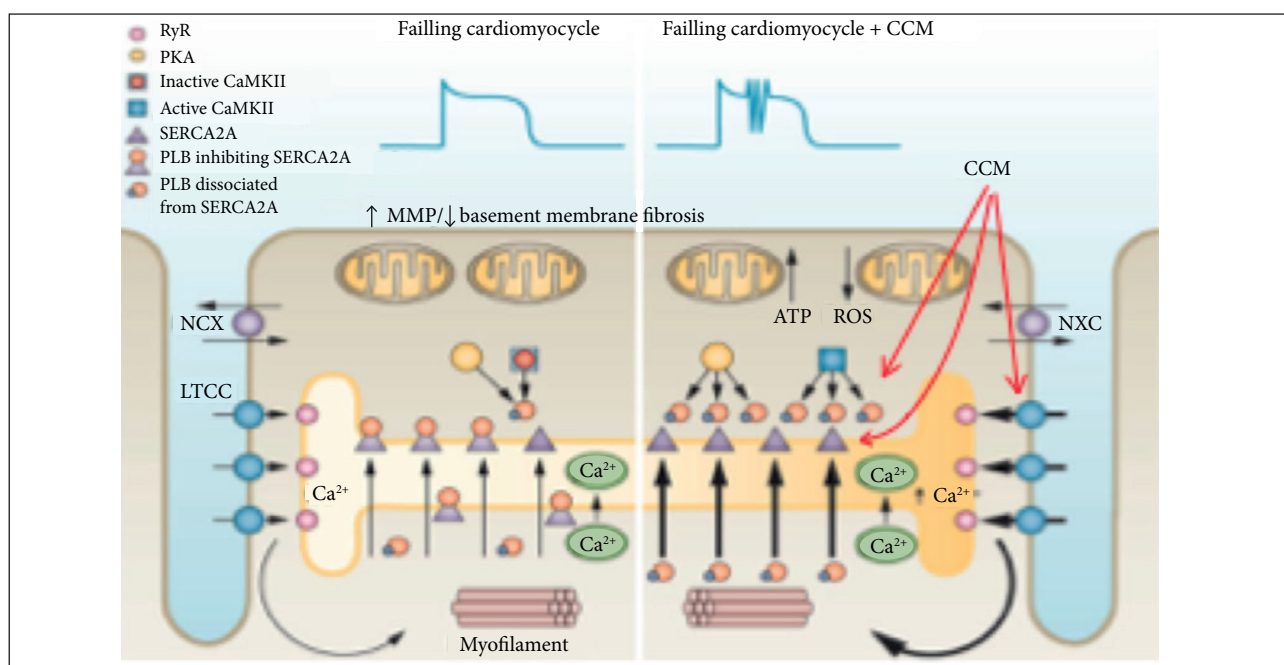 RyR
PKA
Inactive CaMKII
Active CaMKII
SERCA2A
PLB inhibiting SERCA2A
PLB dissociated
from SERCA2A
Failling cardiomyocycle
Failling cardiomyocycle + CCM
CCM
↑ MMP/↓ basement membrane fibrosis
ATP
ROS
NCX
NXC
LTCC
Ca²⁺
Ca²⁺
Ca²⁺
↑ Ca²⁺
Ca²⁺
Ca²⁺
Myofilament